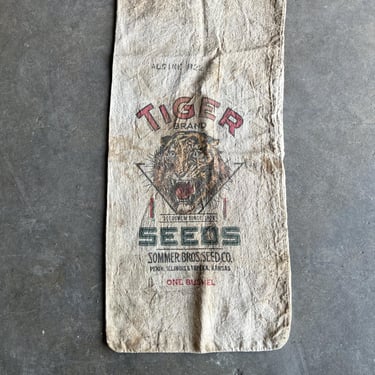 TIGER
BRAND
SEEDS
SOMMER BROS. SEED CO.
PEKIN, ILLINOIS & TOPEKA, KANSAS
ONE BUSHEL